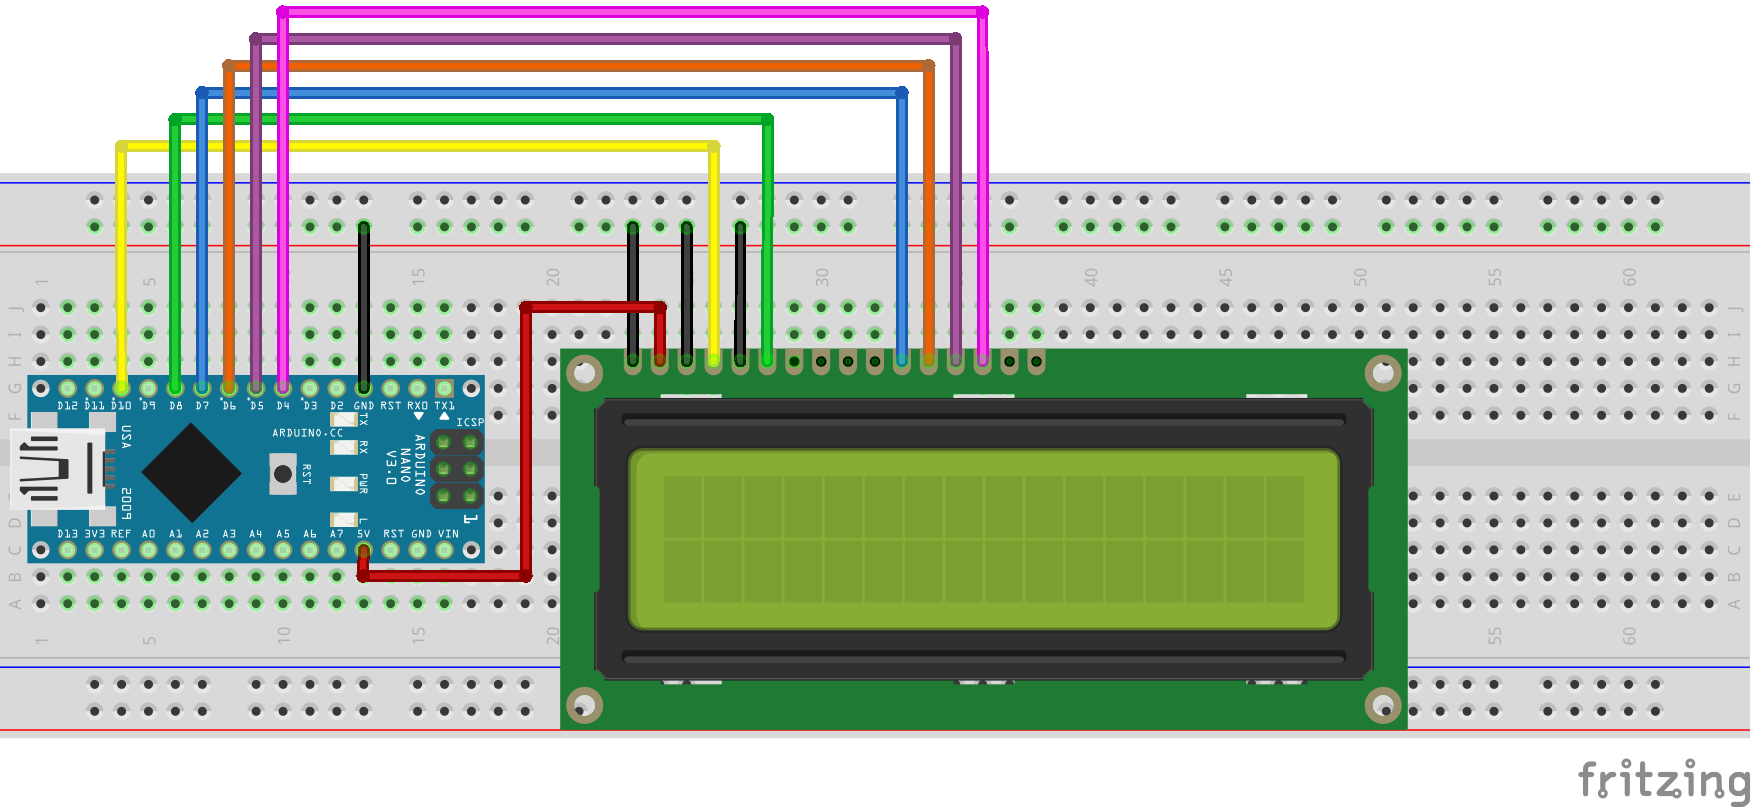 1 5 15 20 30 40 45 50 55 60
J J
I I
H H
G G
F F
D12 D11 D10 D9 D8 D7 D6 D5 D4 D3 D2 GND RST RX0 TX1
ARDUINO.CC
TX
RX
PWR
L
RST
ICSP
1
ARDUINO
NANO
V3.0
USA
2009
D13 3V3 REF A0 A1 A2 A3 A4 A5 A6 A7 5V RST GND VIN
E
D D
C C
B B
A A
1 5 10 15 20 55 60
fritzing